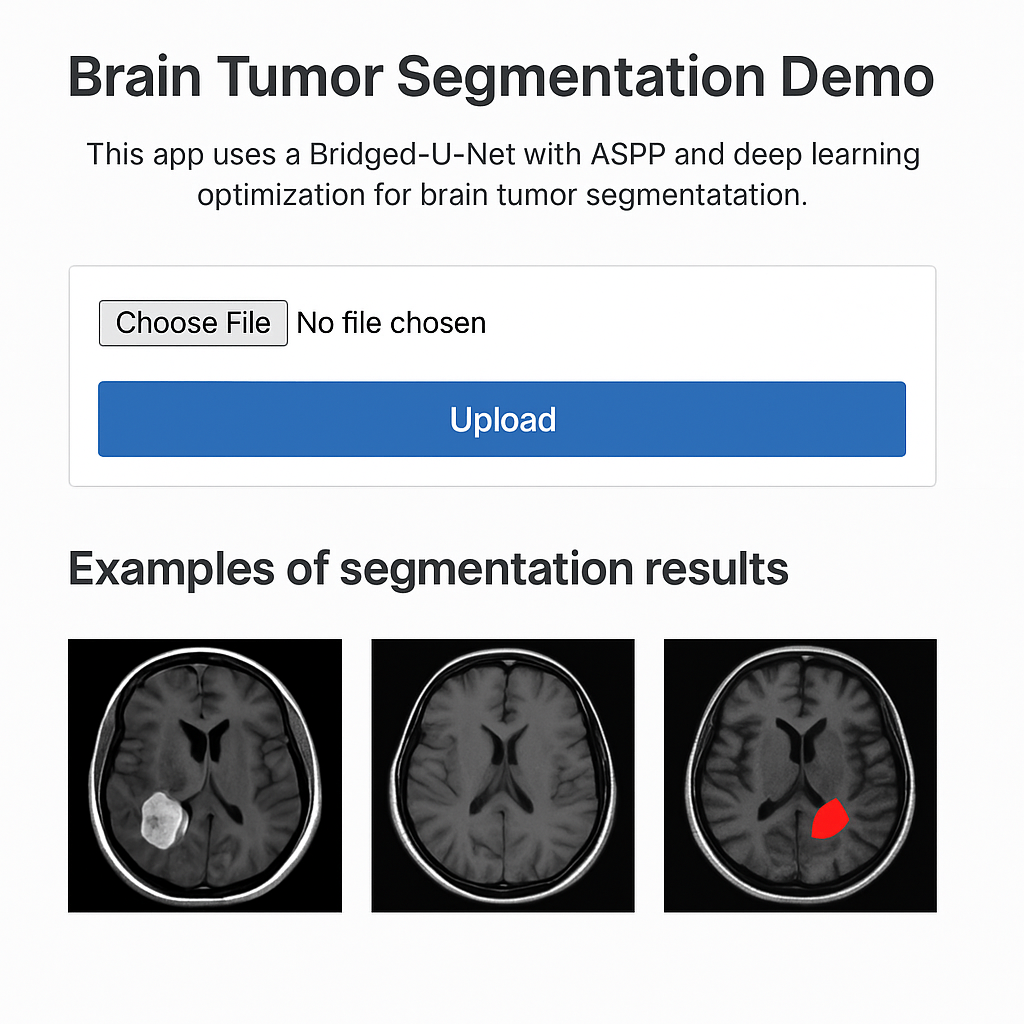 Brain Tumor Segmentation Demo
This app uses a Bridged-U-Net with ASPP and deep learning
optimization for brain tumor segmentatation.
Choose File No file chosen
Upload
Examples of segmentation results